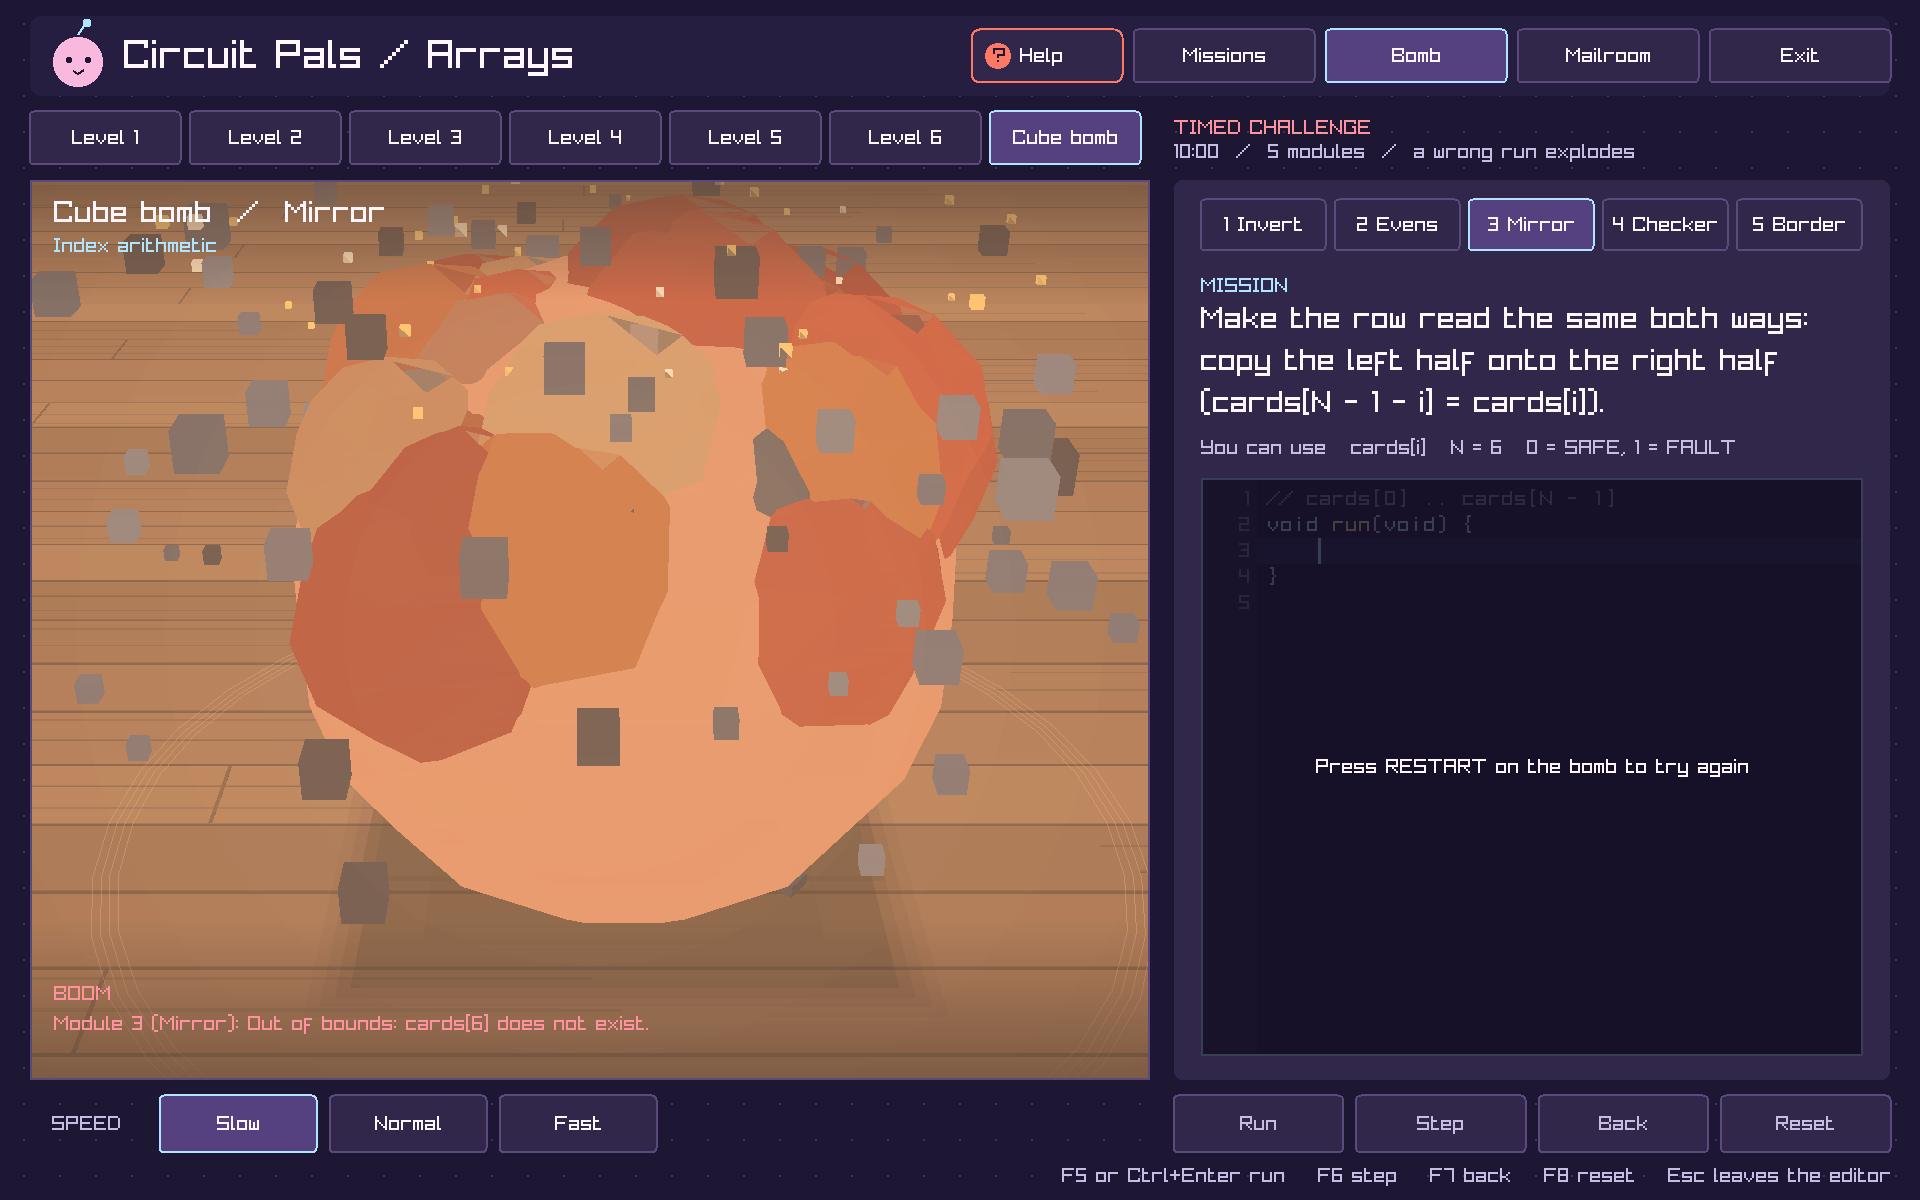 Circuit Pals / Arrays
? Help
Missions
Bomb
Mailroom
Exit
Level 1
Level 2
Level 3
Level 4
Level 5
Level 6
Cube bomb
TIMED CHALLENGE
10:00 / 5 modules / a wrong run explodes
Cube bomb / Mirror
Index arithmetic
1 Invert
2 Evens
3 Mirror
4 Checker
5 Border
MISSION
Make the row read the same both ways:
copy the left half onto the right half
(cards[N - 1 - i] = cards[i]).
You can use cards[i] N = 6 0 = SAFE, 1 = FAULT
1 // cards[0] .. cards[N - 1]
2 void run(void) {
3
4 }
5
Press RESTART on the bomb to try again
BOOM
Module 3 (Mirror): Out of bounds: cards[6] does not exist.
SPEED
Slow
Normal
Fast
Run
Step
Back
Reset
F5 or Ctrl+Enter run F6 step F7 back F8 reset Esc leaves the editor